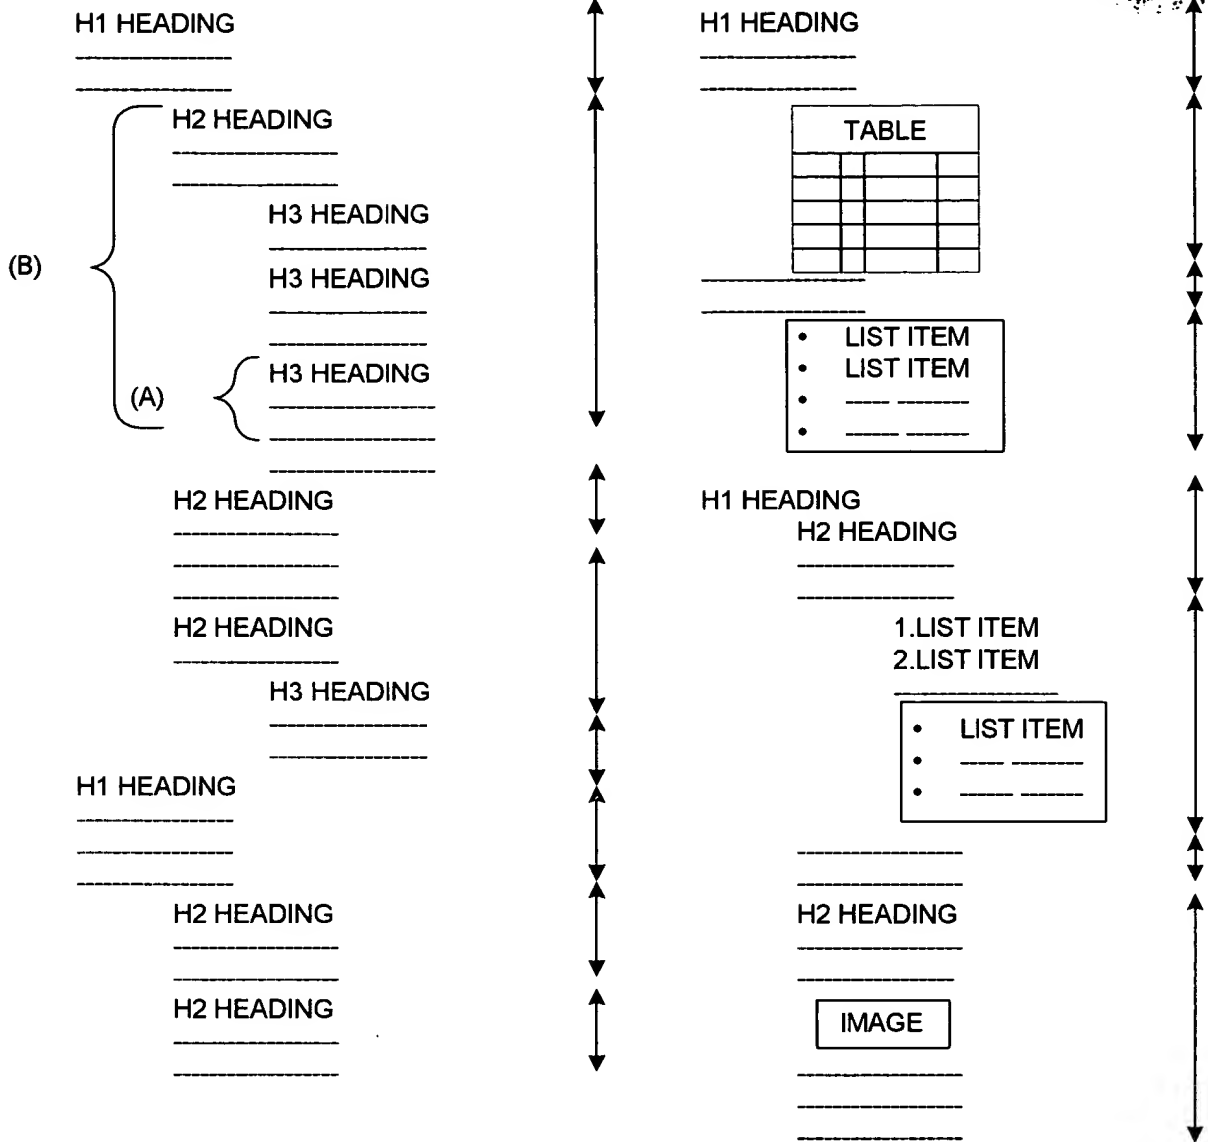 H1 HEADING
H2 HEADING
H3 HEADING
(B)
H3 HEADING
H3 HEADING
(A)
H2 HEADING
H2 HEADING
H3 HEADING
H1 HEADING
H2 HEADING
H2 HEADING
H1 HEADING
TABLE
• LIST ITEM
• LIST ITEM
•
•
H1 HEADING
H2 HEADING
1.LIST ITEM
2.LIST ITEM
• LIST ITEM
•
•
H2 HEADING
IMAGE